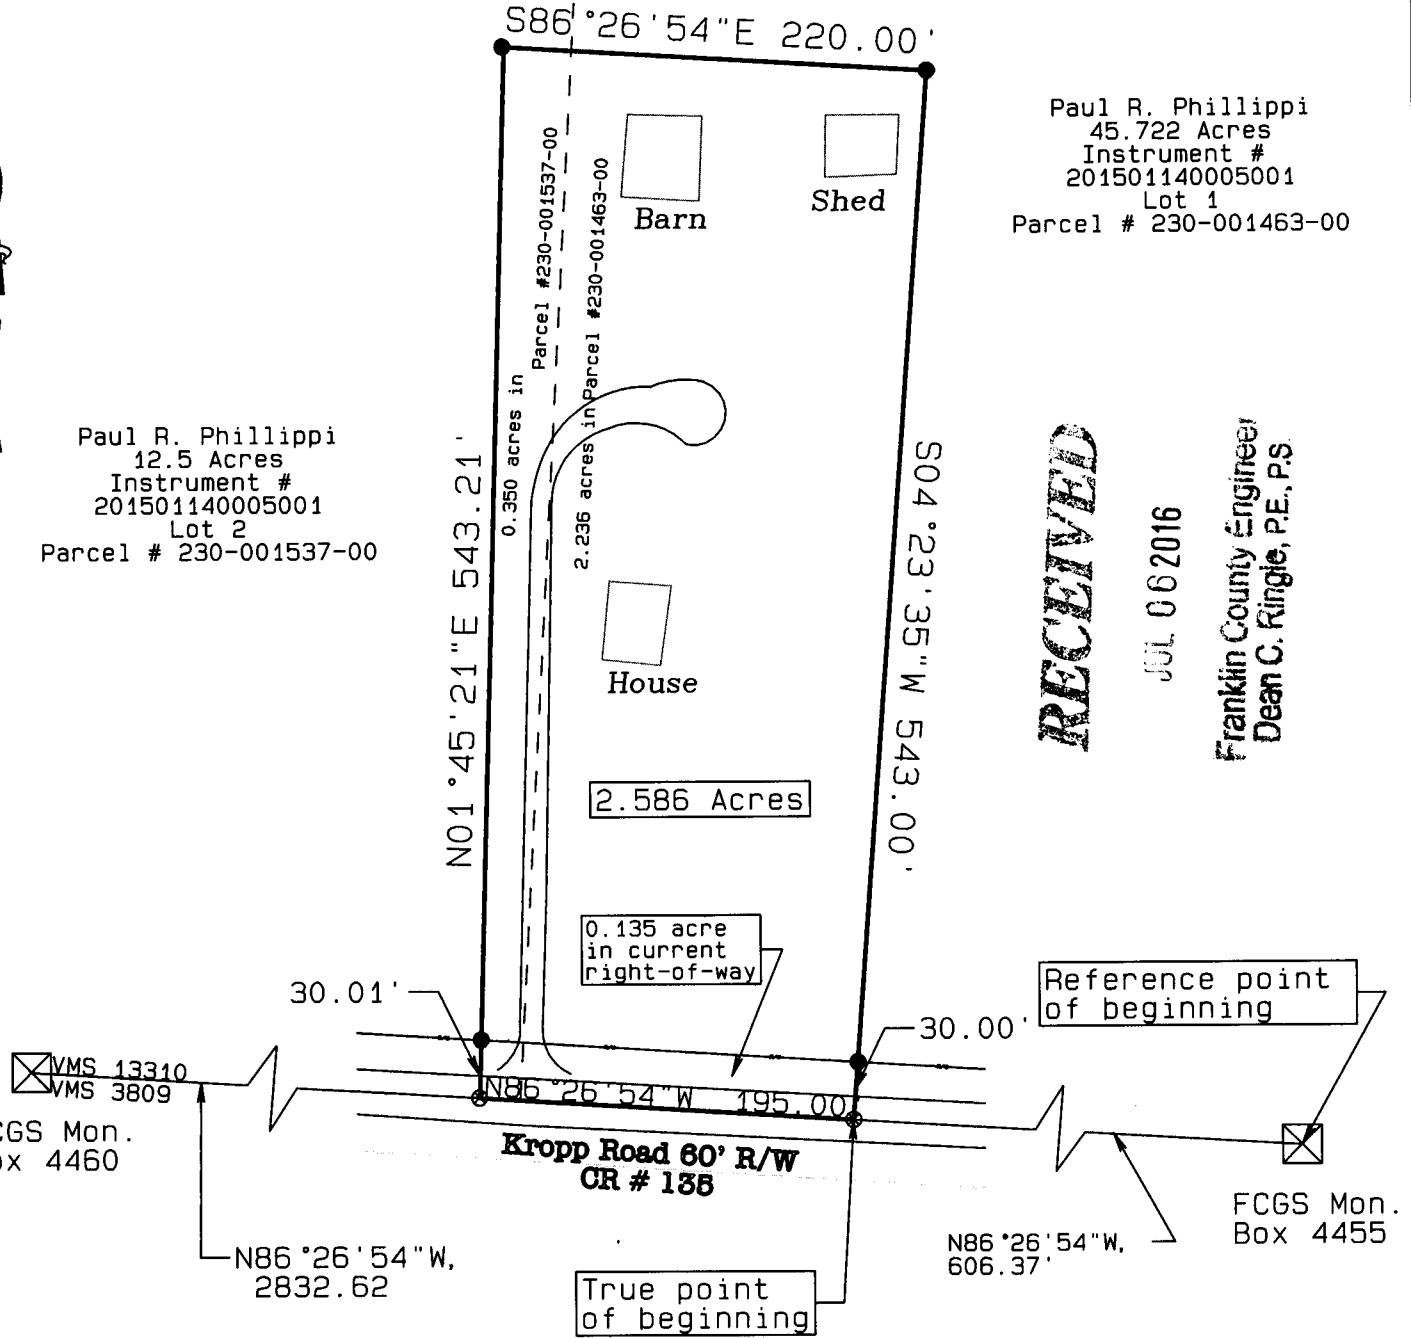 S86°26'54"E 220.00'
Paul R. Phillippi
45.722 Acres
Instrument #
201501140005001
Lot 1
Parcel # 230-001463-00
Barn
Shed
0.350 acres in Parcel #230-001537-00
2.236 acres in Parcel #230-001463-00
Paul R. Phillippi
12.5 Acres
Instrument #
201501140005001
Lot 2
Parcel # 230-001537-00
N01°45'21"E 543.21'
S04°23'35"W 543.00'
RECEIVED
JUL 06 2016
Franklin County Engineer
Dean C. Ringle, P.E., P.S.
House
2.586 Acres
0.135 acre
in current
right-of-way
30.01'
30.00'
Reference point
of beginning
VMS 13310
VMS 3809
N86°26'54"W 195.00'
CGS Mon.
ox 4460
Kropp Road 60' R/W
CR # 135
FCGS Mon.
Box 4455
N86°26'54"W,
2832.62
N86°26'54"W,
606.37'
True point
of beginning